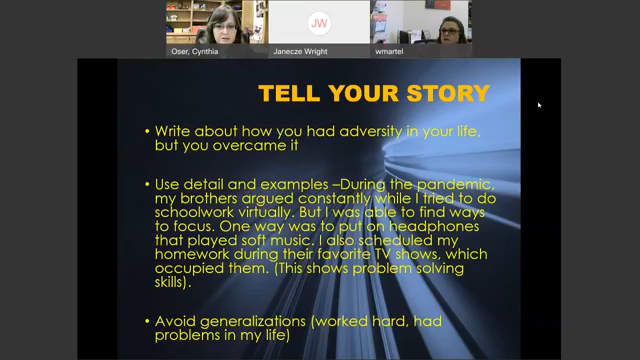 JW
Oser, Cynthia
Janecze Wright
wmartel
TELL YOUR STORY
• Write about how you had adversity in your life,
but you overcame it
• Use detail and examples –During the pandemic,
my brothers argued constantly while I tried to do
schoolwork virtually. But I was able to find ways
to focus. One way was to put on headphones
that played soft music. I also scheduled my
homework during their favorite TV shows, which
occupied them. (This shows problem solving
skills).
• Avoid generalizations (worked hard, had
problems in my life)